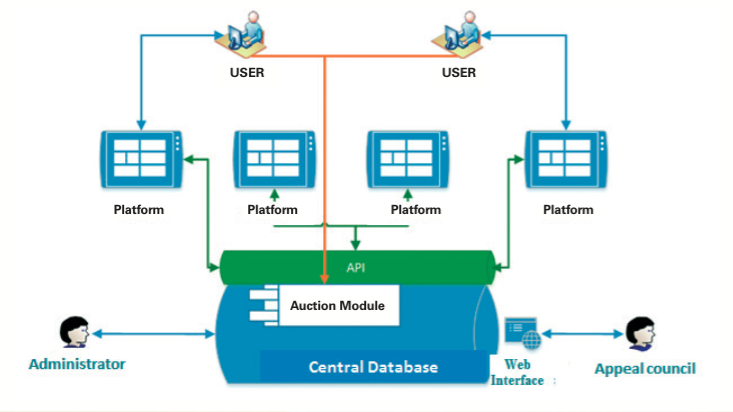 USER USER
Platform Platform Platform Platform
API
Auction Module
Administrator
Central Database
Web
Interface :
Appeal council